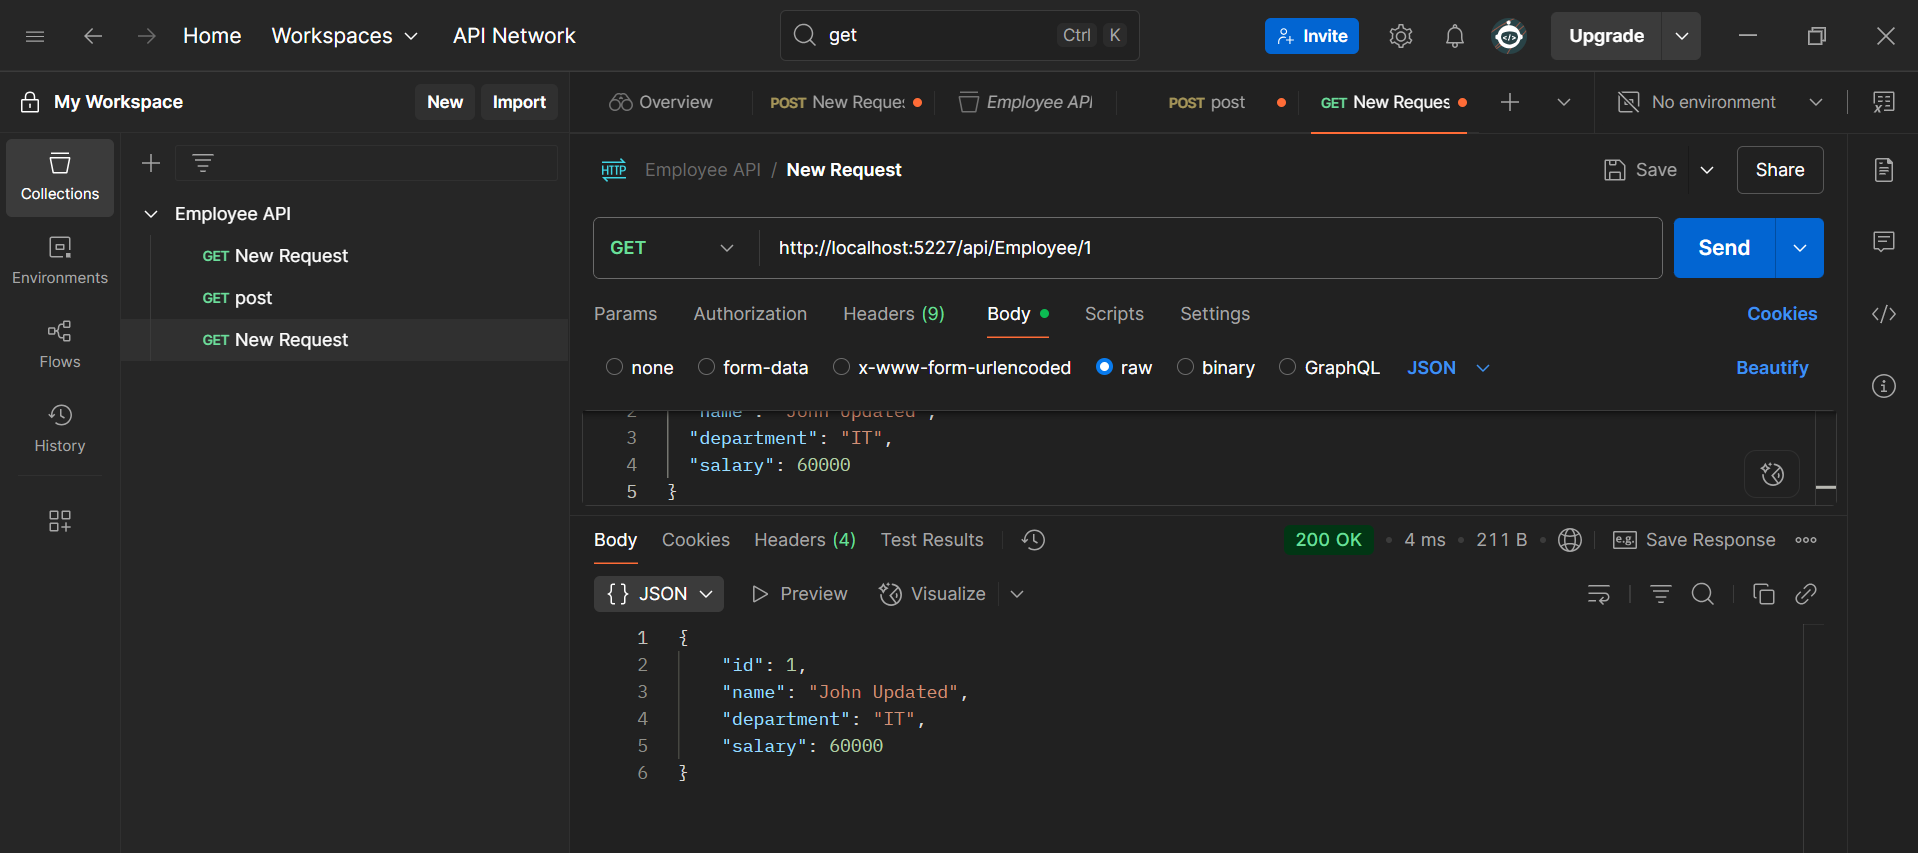 Home Workspaces API Network get Ctrl K Invite Upgrade
My Workspace New Import Overview POST New Reques Employee API POST post GET New Reques No environment
Collections
Environments
Flows
History
Employee API
GET New Request
GET post
GET New Request
HTTP Employee API / New Request Save Share
GET http://localhost:5227/api/Employee/1 Send
Params Authorization Headers (9) Body Scripts Settings Cookies
none form-data x-www-form-urlencoded raw binary GraphQL JSON Beautify
2 "name": "John Updated",
3 "department": "IT",
4 "salary": 60000
5 }
Body Cookies Headers (4) Test Results 200 OK • 4 ms • 211 B • e.g. Save Response
{} JSON Preview Visualize
1 {
2 "id": 1,
3 "name": "John Updated",
4 "department": "IT",
5 "salary": 60000
6 }